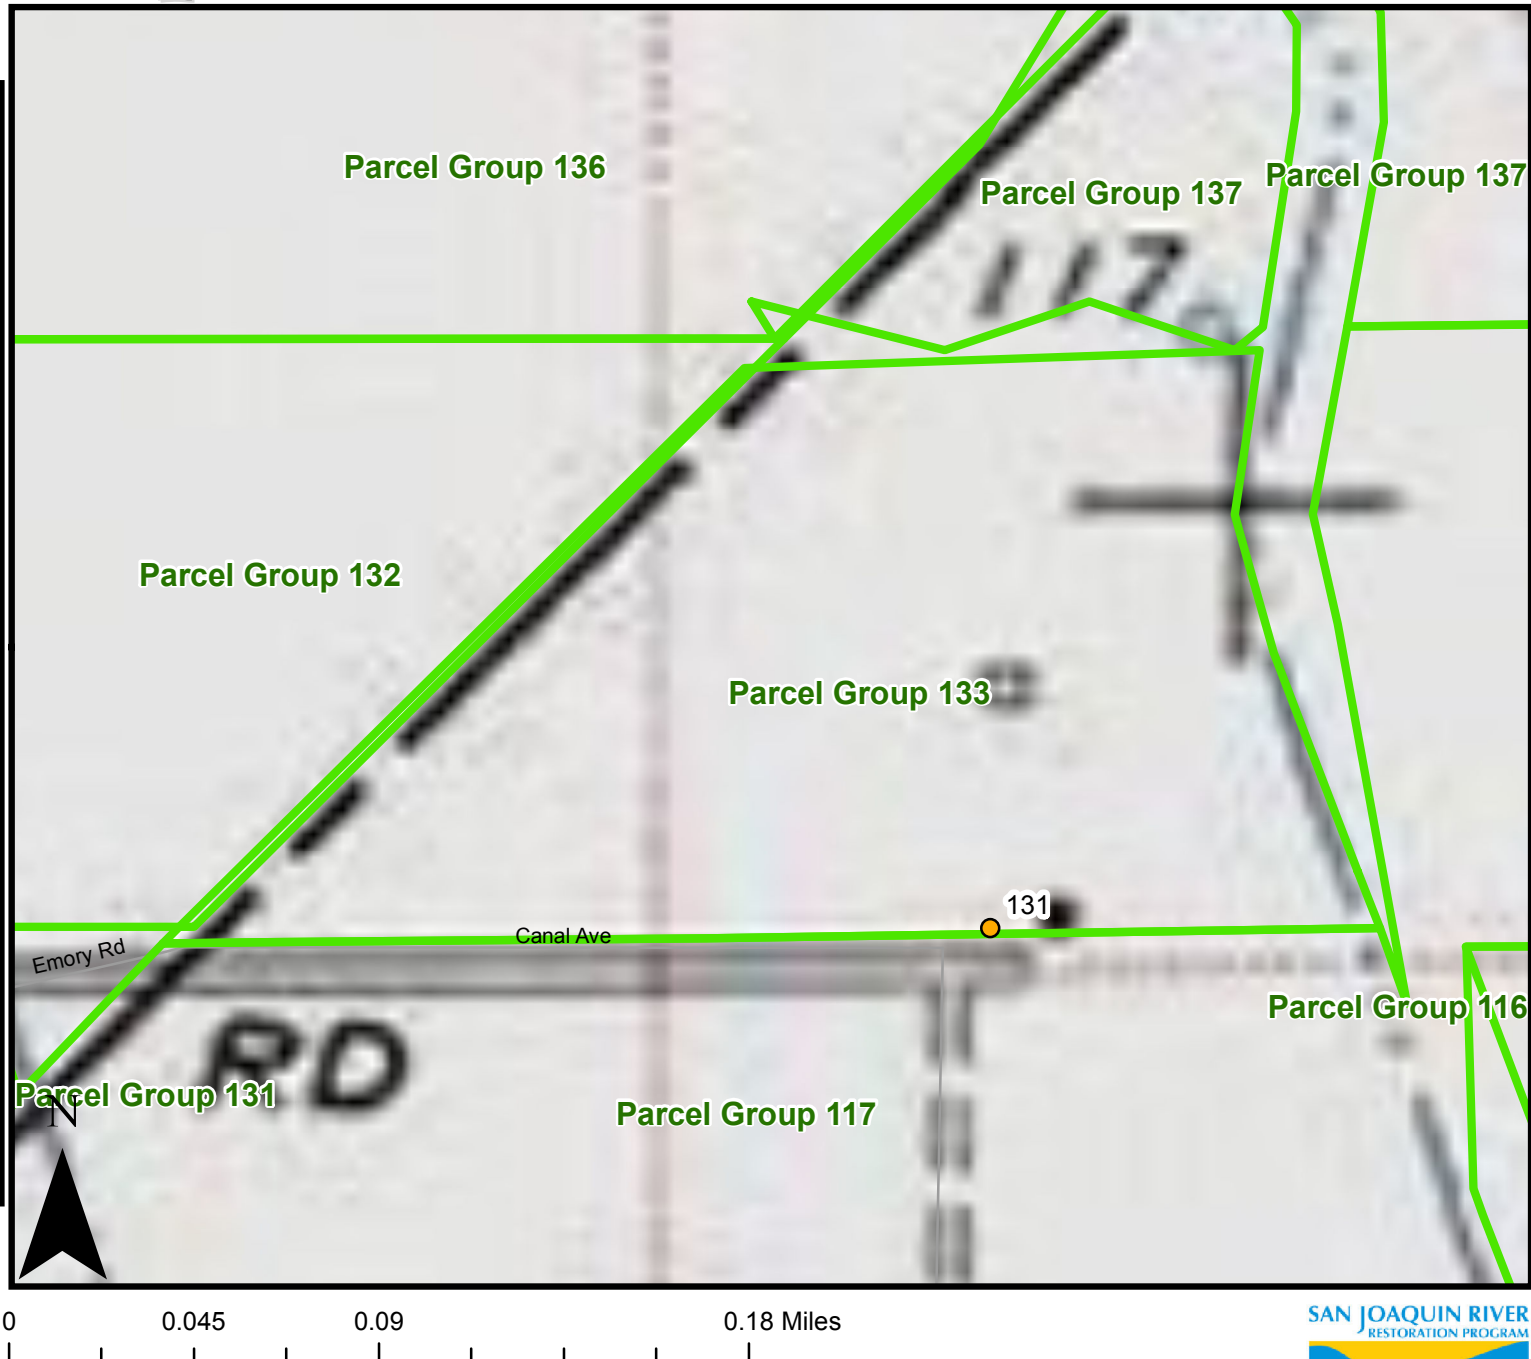 Parcel Group 136
Parcel Group 137
Parcel Group 137
117
Parcel Group 132
Parcel Group 133
131
Canal Ave
Emory Rd
Parcel Group 116
RD
Parcel Group 131
N
Parcel Group 117
0 0.045 0.09 0.18 Miles
SAN JOAQUIN RIVER
RESTORATION PROGRAM